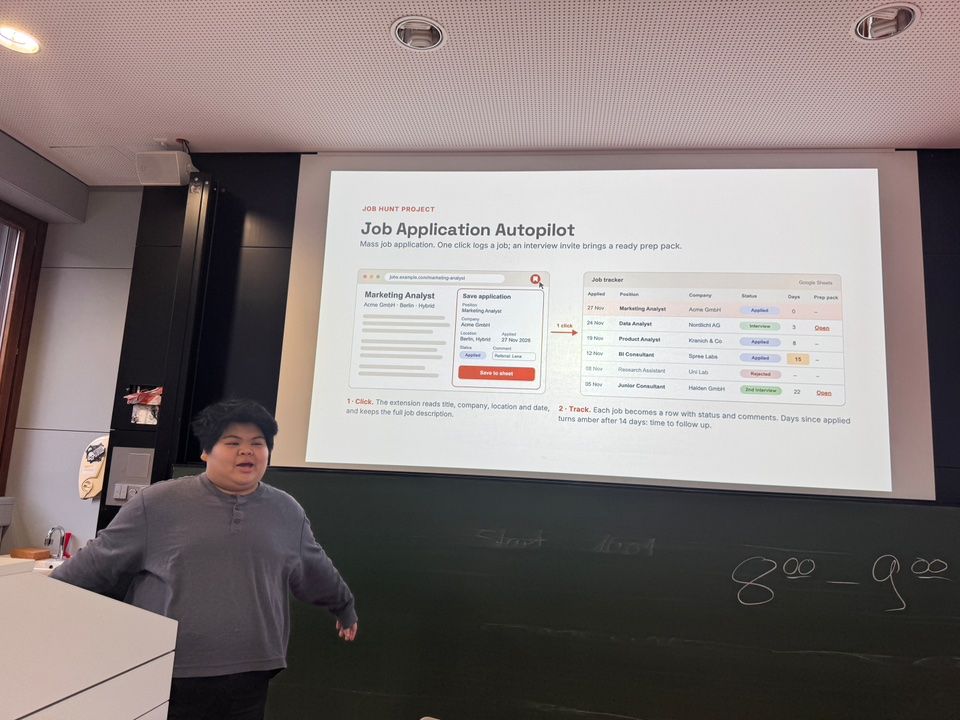 JOB HUNT PROJECT
Job Application Autopilot
Mass job application. One click logs a job; an interview invite brings a ready prep pack.
jobs.example.com/marketing-analyst
Marketing Analyst
Acme GmbH · Berlin · Hybrid
Save application
Position
Marketing Analyst
Company
Acme GmbH
Location Applied
Berlin, Hybrid 27 Nov 2026
Status Comment
Applied Referral: Lena
Save to sheet
1 click
Job tracker Google Sheets
Applied Position Company Status Days Prep pack
27 Nov Marketing Analyst Acme GmbH Applied 0 –
24 Nov Data Analyst Nordlicht AG Interview 3 Open
19 Nov Product Analyst Kranich & Co Applied 8 –
12 Nov BI Consultant Spree Labs Applied 15 –
08 Nov Research Assistant Uni Lab Rejected – –
05 Nov Junior Consultant Halden GmbH 2nd interview 22 Open
1 · Click. The extension reads title, company, location and date,
and keeps the full job description.
2 · Track. Each job becomes a row with status and comments. Days since applied
turns amber after 14 days: time to follow up.
8⁰⁰ – 9⁰⁰